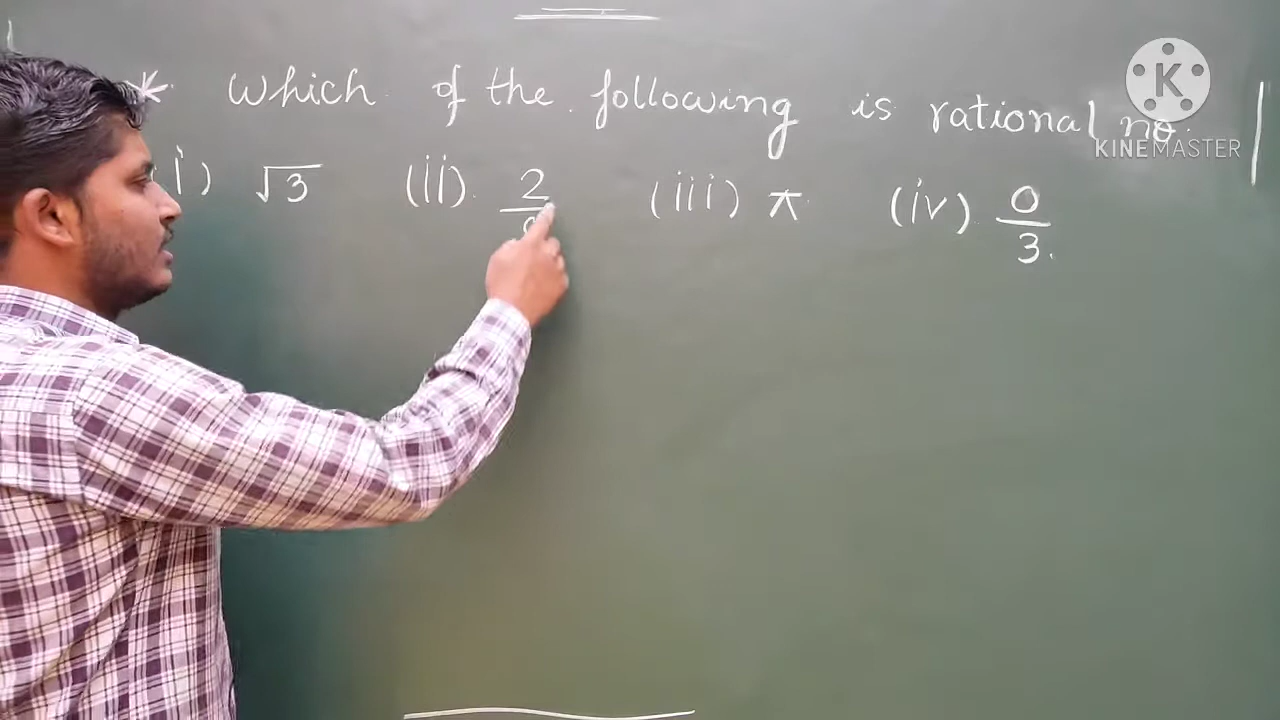 * Which of the following is rational no.
i) √3 (ii). 2/ (iii) π (iv) 0/3.
K
KINEMASTER